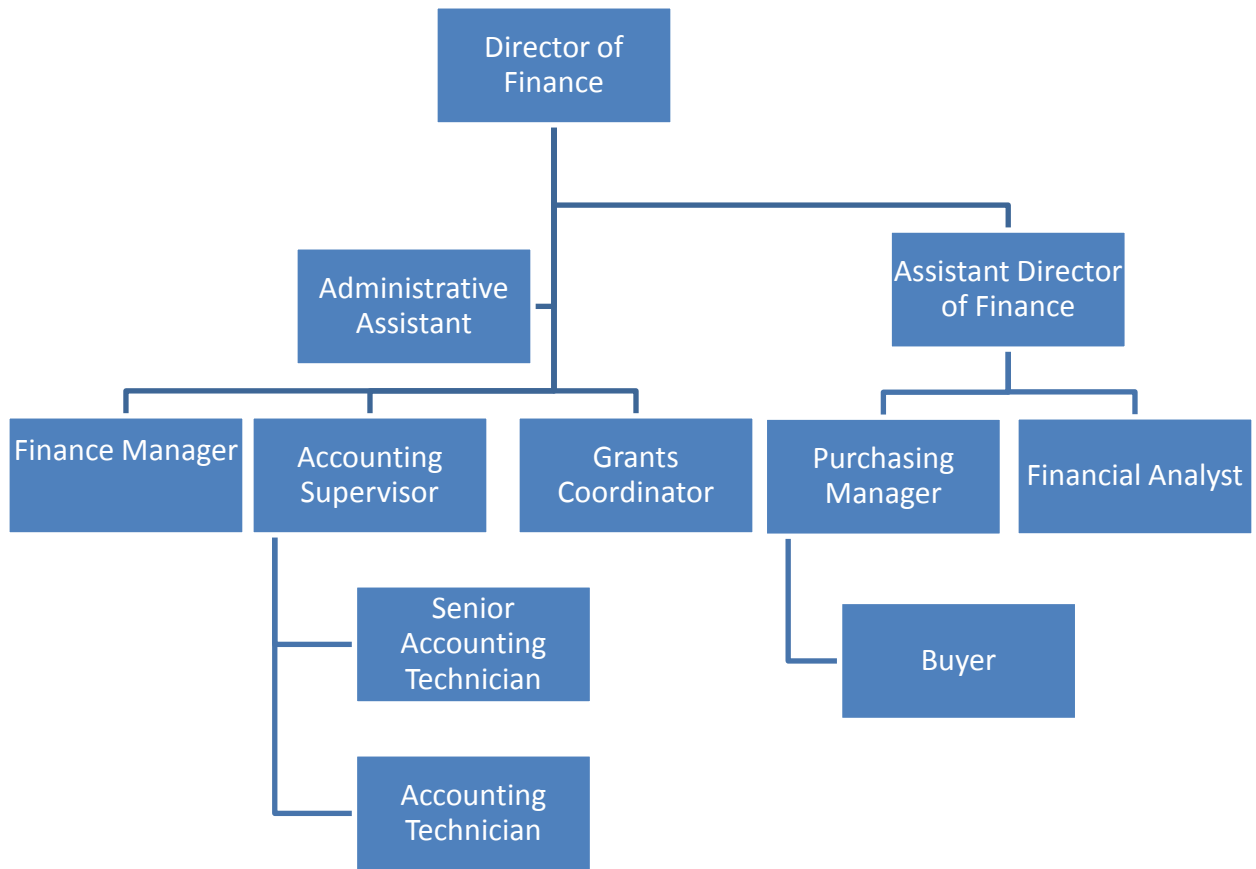 Director of
Finance
Administrative
Assistant
Assistant Director
of Finance
Finance Manager
Accounting
Supervisor
Grants
Coordinator
Purchasing
Manager
Financial Analyst
Senior
Accounting
Technician
Buyer
Accounting
Technician